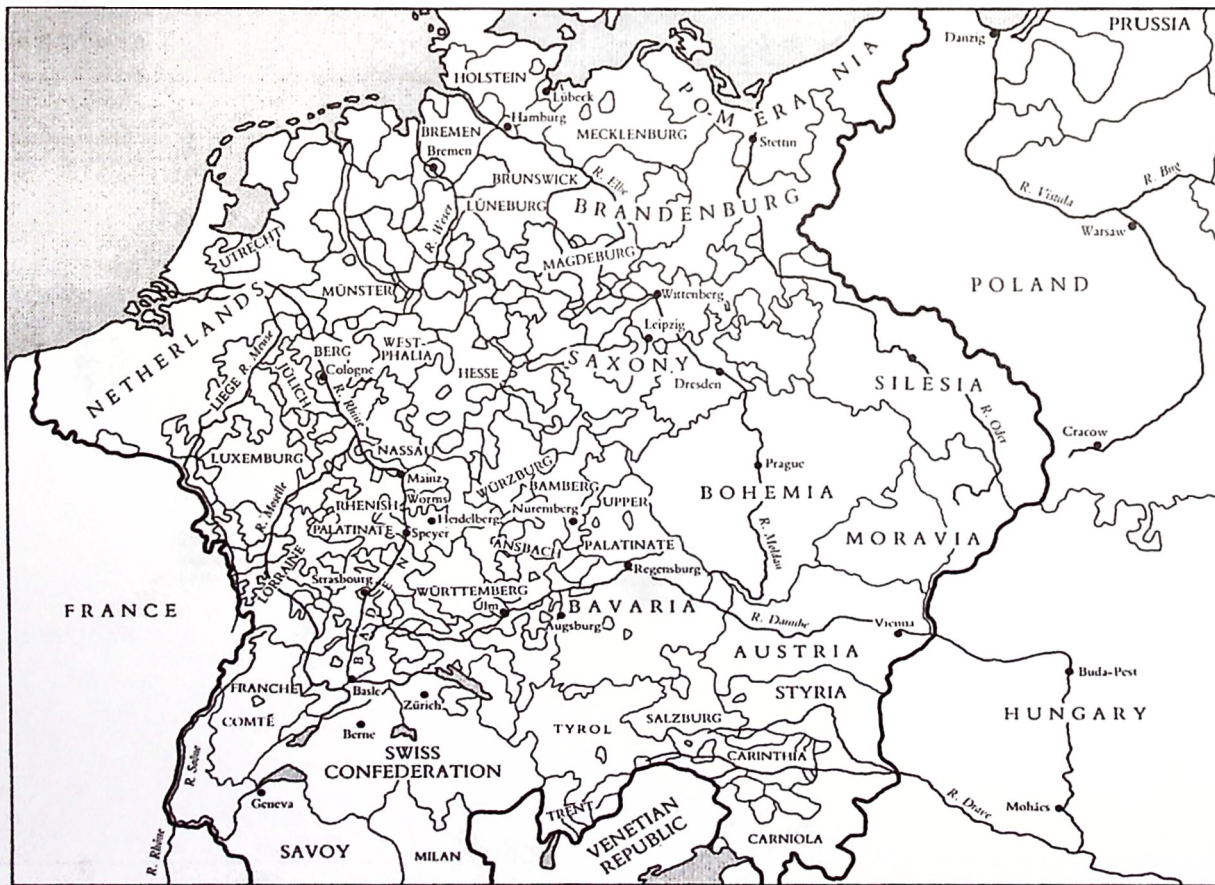 PRUSSIA
Danzig
HOLSTEIN
Lübeck
POMERANIA
Hamburg
MECKLENBURG
Stettin
BREMEN
Bremen
R. Elbe
BRUNSWICK
LÜNEBURG
R. Weser
BRANDENBURG
R. Vistula
R. Bug
Warsaw
UTRECHT
MAGDEBURG
POLAND
MÜNSTER
Wittenberg
NETHERLANDS
Leipzig
BERG
Cologne
WEST-
PHALIA
HESSE
SAXONY
Dresden
SILESIA
LIEGE
R. Meuse
JÜLICH
R. Rhine
R. Oder
Cracow
LUXEMBURG
NASSAU
Mainz
WÜRZBURG
BAMBERG
Prague
BOHEMIA
R. Moselle
RHENISH
PALATINATE
Worms
Heidelberg
Speyer
Nuremberg
UPPER
PALATINATE
ANSBACH
R. Moldau
MORAVIA
LORRAINE
Strasbourg
Regensburg
FRANCE
BADEN
WÜRTTEMBERG
Ulm
BAVARIA
Augsburg
R. Danube
Vienna
AUSTRIA
Buda-Pest
FRANCHE
COMTÉ
Basle
Zürich
STYRIA
HUNGARY
Berne
TYROL
SALZBURG
SWISS
CONFEDERATION
CARINTHIA
R. Saône
Geneva
TRENT
R. Drave
Mohács
R. Rhône
SAVOY
MILAN
VENETIAN
REPUBLIC
CARNIOLA